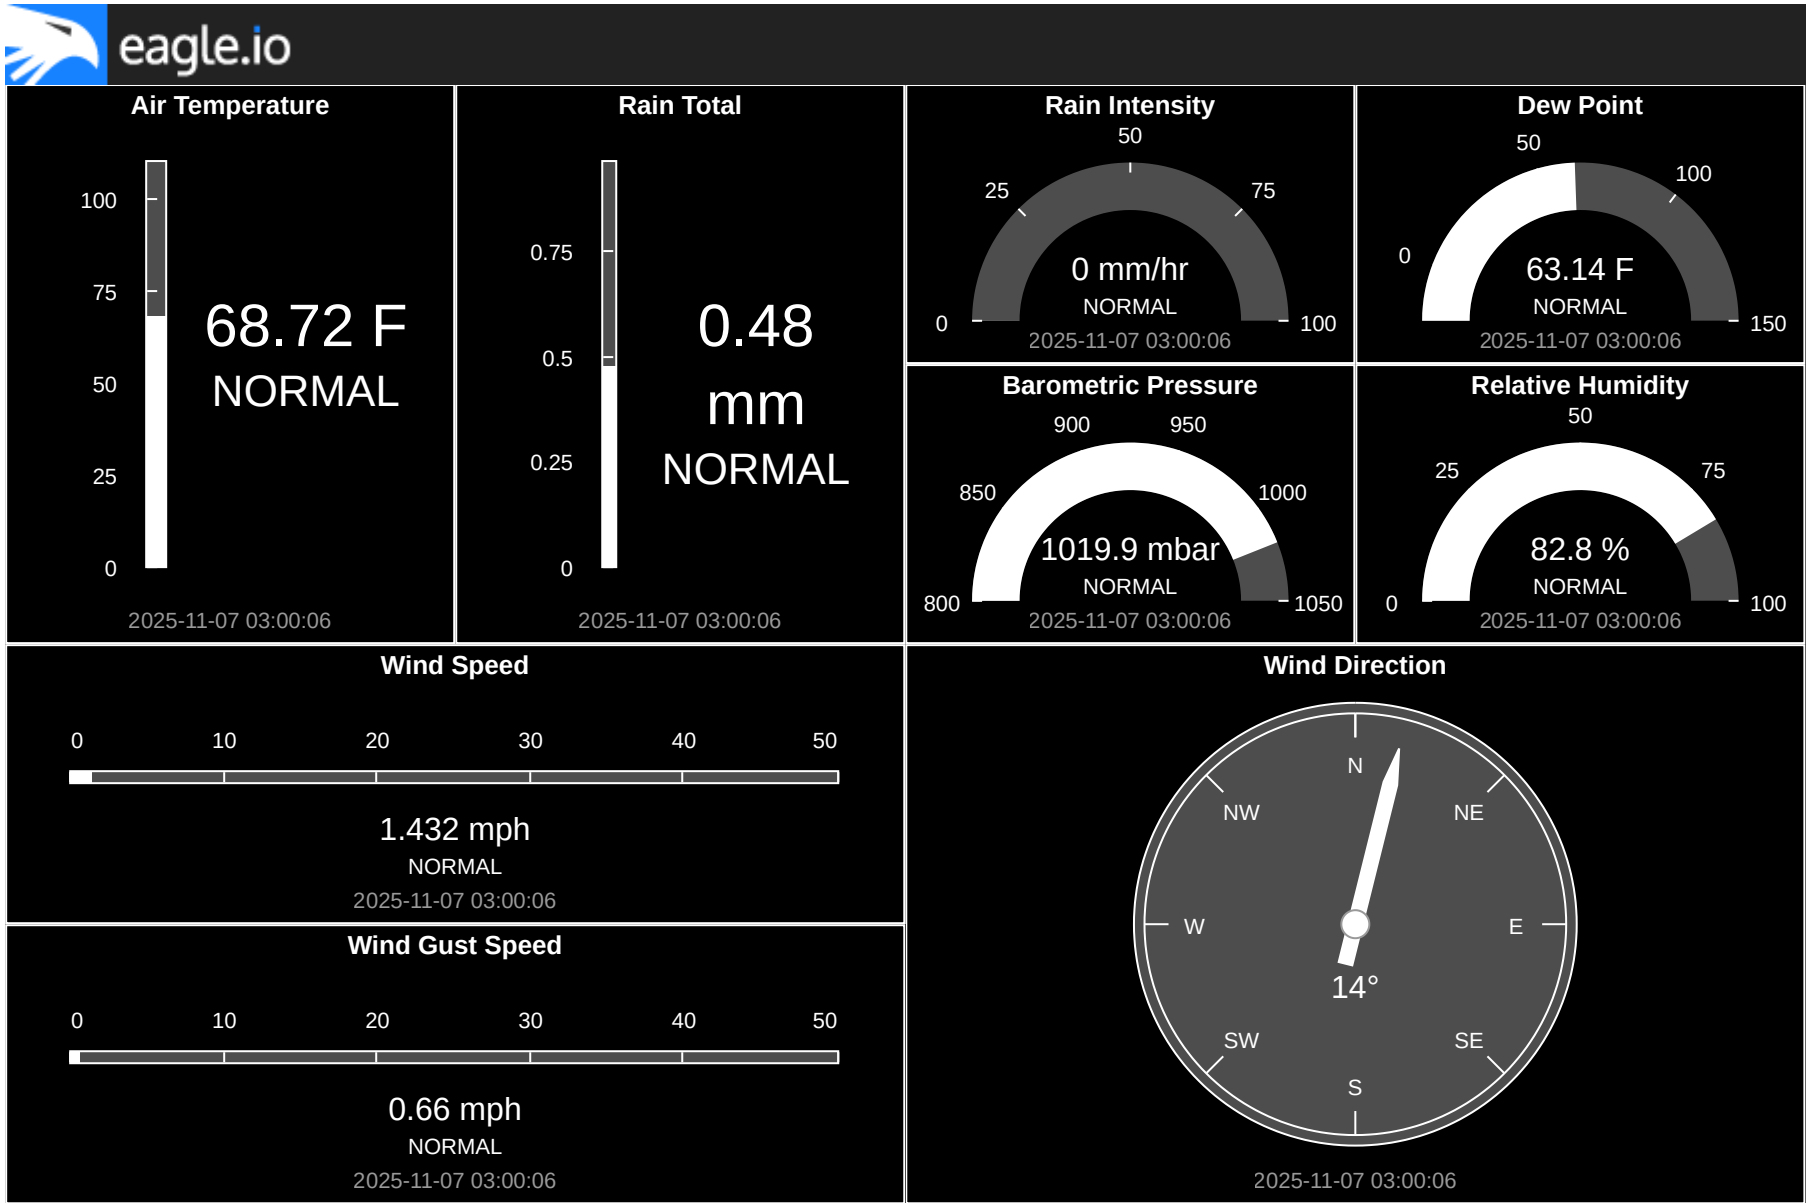 eagle.io
Air Temperature
100
75
50
25
0
68.72 F
NORMAL
2025-11-07 03:00:06
Rain Total
0.75
0.5
0.25
0
0.48
mm
NORMAL
2025-11-07 03:00:06
Rain Intensity
0
25
50
75
100
0 mm/hr
NORMAL
2025-11-07 03:00:06
Dew Point
0
50
100
150
63.14 F
NORMAL
2025-11-07 03:00:06
Barometric Pressure
800
850
900
950
1000
1050
1019.9 mbar
NORMAL
2025-11-07 03:00:06
Relative Humidity
0
25
50
75
100
82.8 %
NORMAL
2025-11-07 03:00:06
Wind Speed
0 10 20 30 40 50
1.432 mph
NORMAL
2025-11-07 03:00:06
Wind Gust Speed
0 10 20 30 40 50
0.66 mph
NORMAL
2025-11-07 03:00:06
Wind Direction
N
NW NE
W E
14°
SW SE
S
2025-11-07 03:00:06